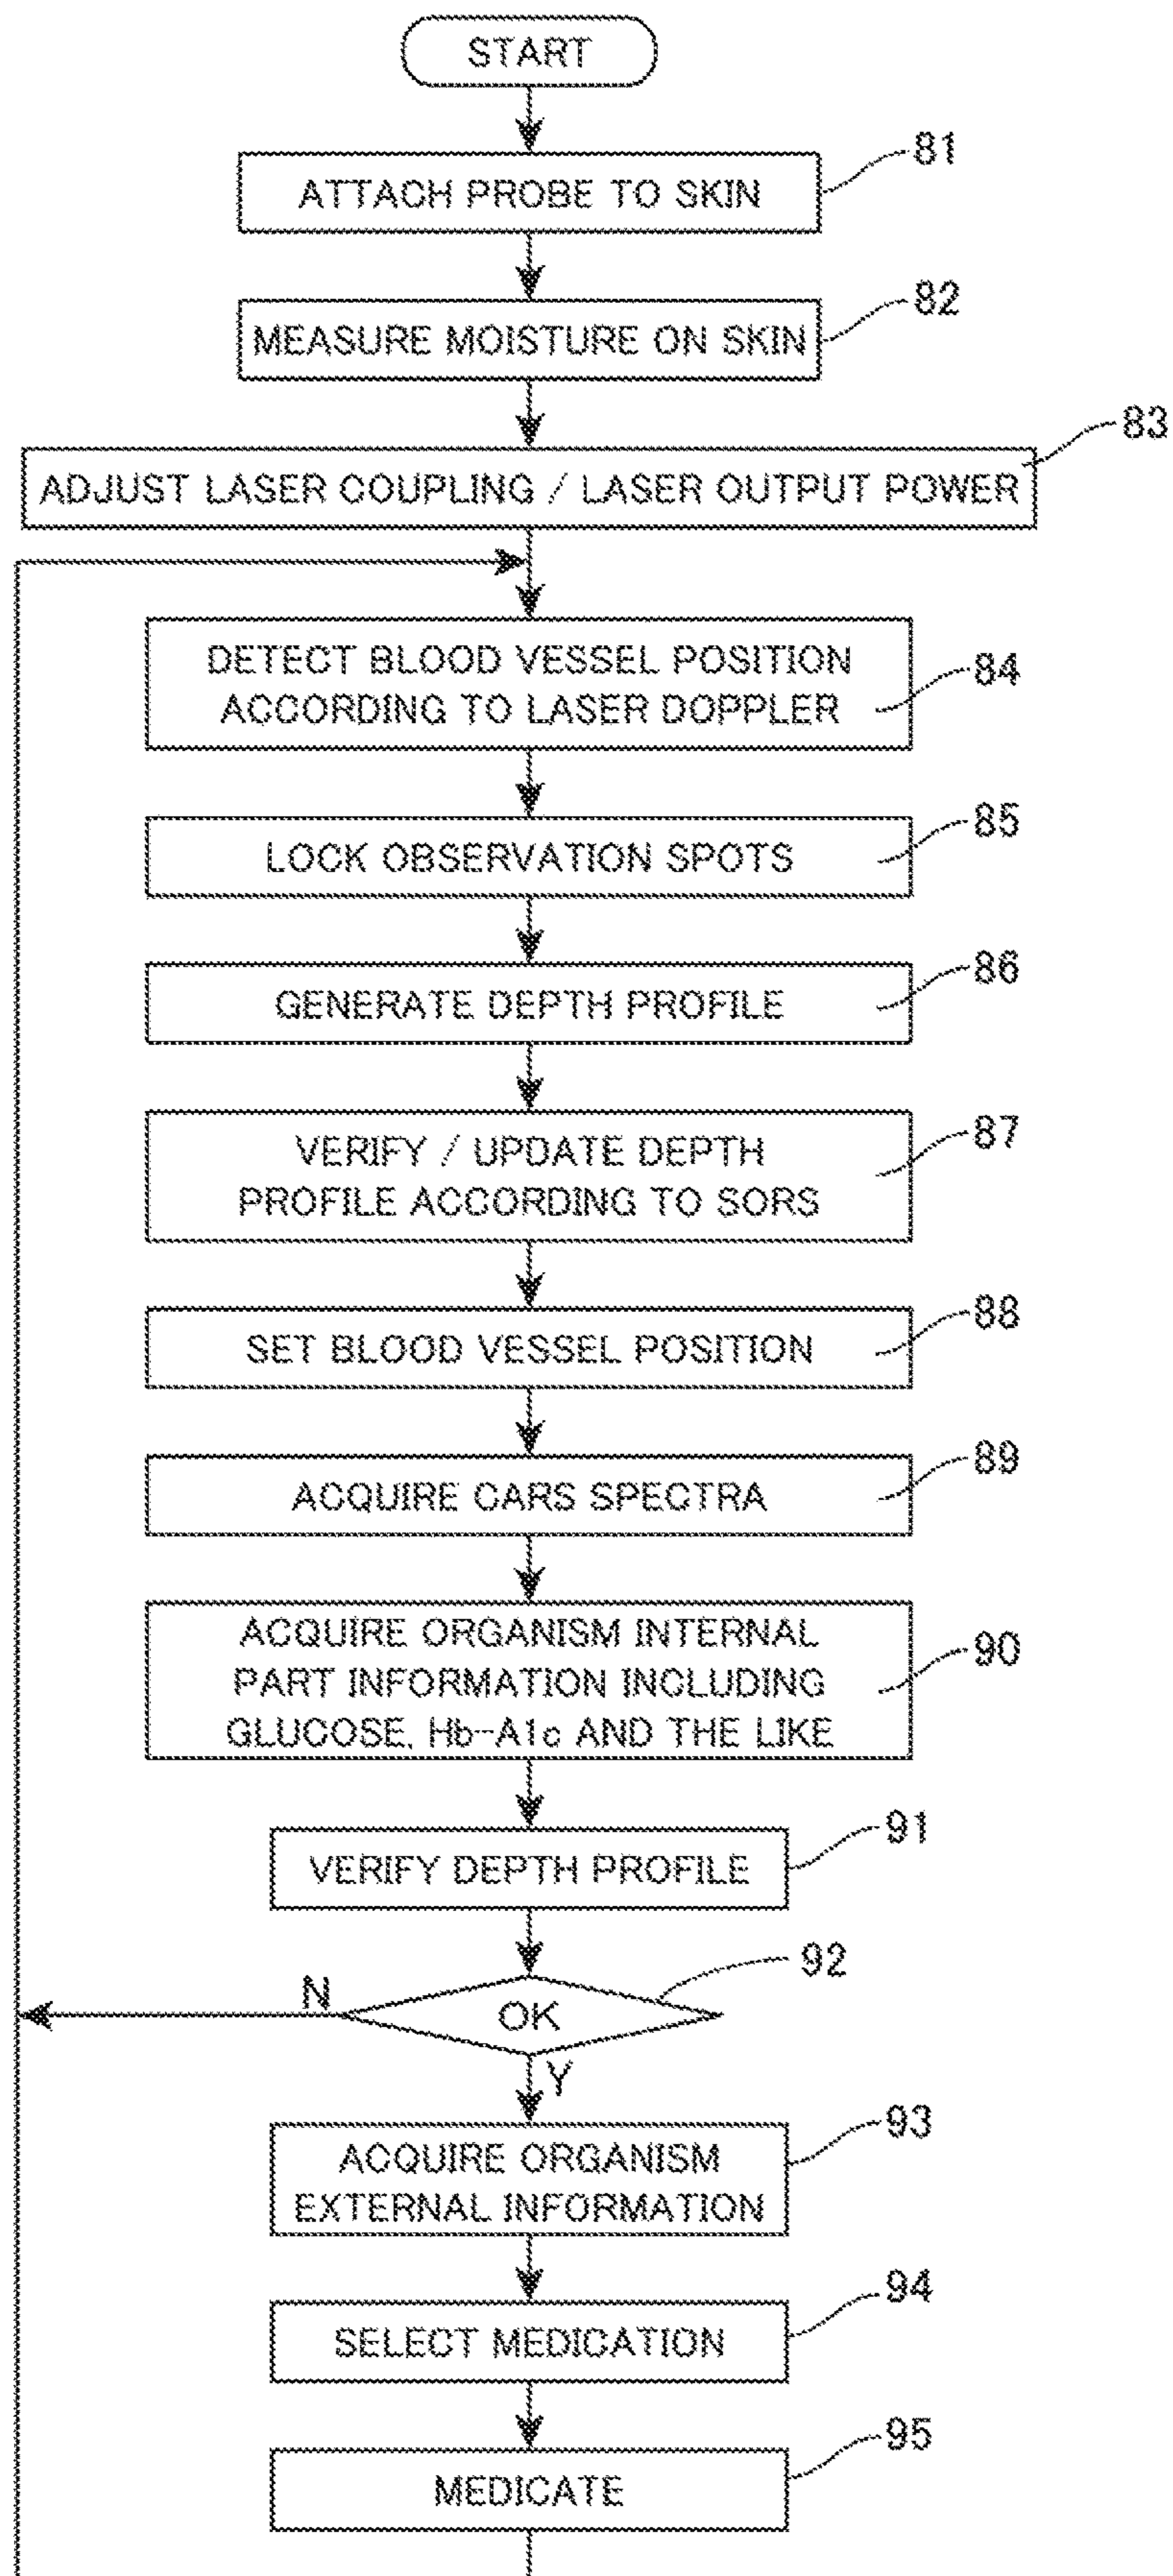 START
81
ATTACH PROBE TO SKIN
82
MEASURE MOISTURE ON SKIN
83
ADJUST LASER COUPLING / LASER OUTPUT POWER
DETECT BLOOD VESSEL POSITION
ACCORDING TO LASER DOPPLER
84
LOCK OBSERVATION SPOTS
85
GENERATE DEPTH PROFILE
86
VERIFY / UPDATE DEPTH
PROFILE ACCORDING TO SORS
87
SET BLOOD VESSEL POSITION
88
ACQUIRE CARS SPECTRA
89
ACQUIRE ORGANISM INTERNAL
PART INFORMATION INCLUDING
GLUCOSE, Hb-A1c AND THE LIKE
90
VERIFY DEPTH PROFILE
91
92
N
OK
Y
93
ACQUIRE ORGANISM
EXTERNAL INFORMATION
94
SELECT MEDICATION
95
MEDICATE